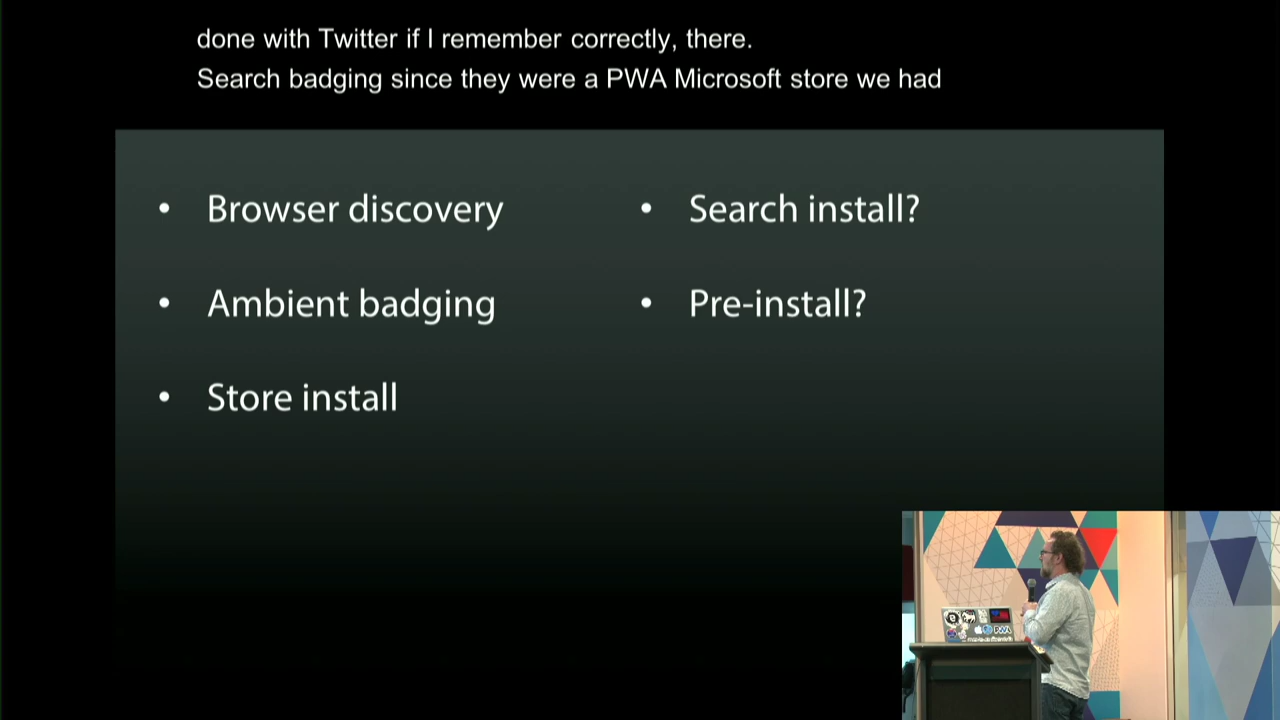 done with Twitter if I remember correctly, there.
Search badging since they were a PWA Microsoft store we had
• Browser discovery
• Ambient badging
• Store install
• Search install?
• Pre-install?
PWA